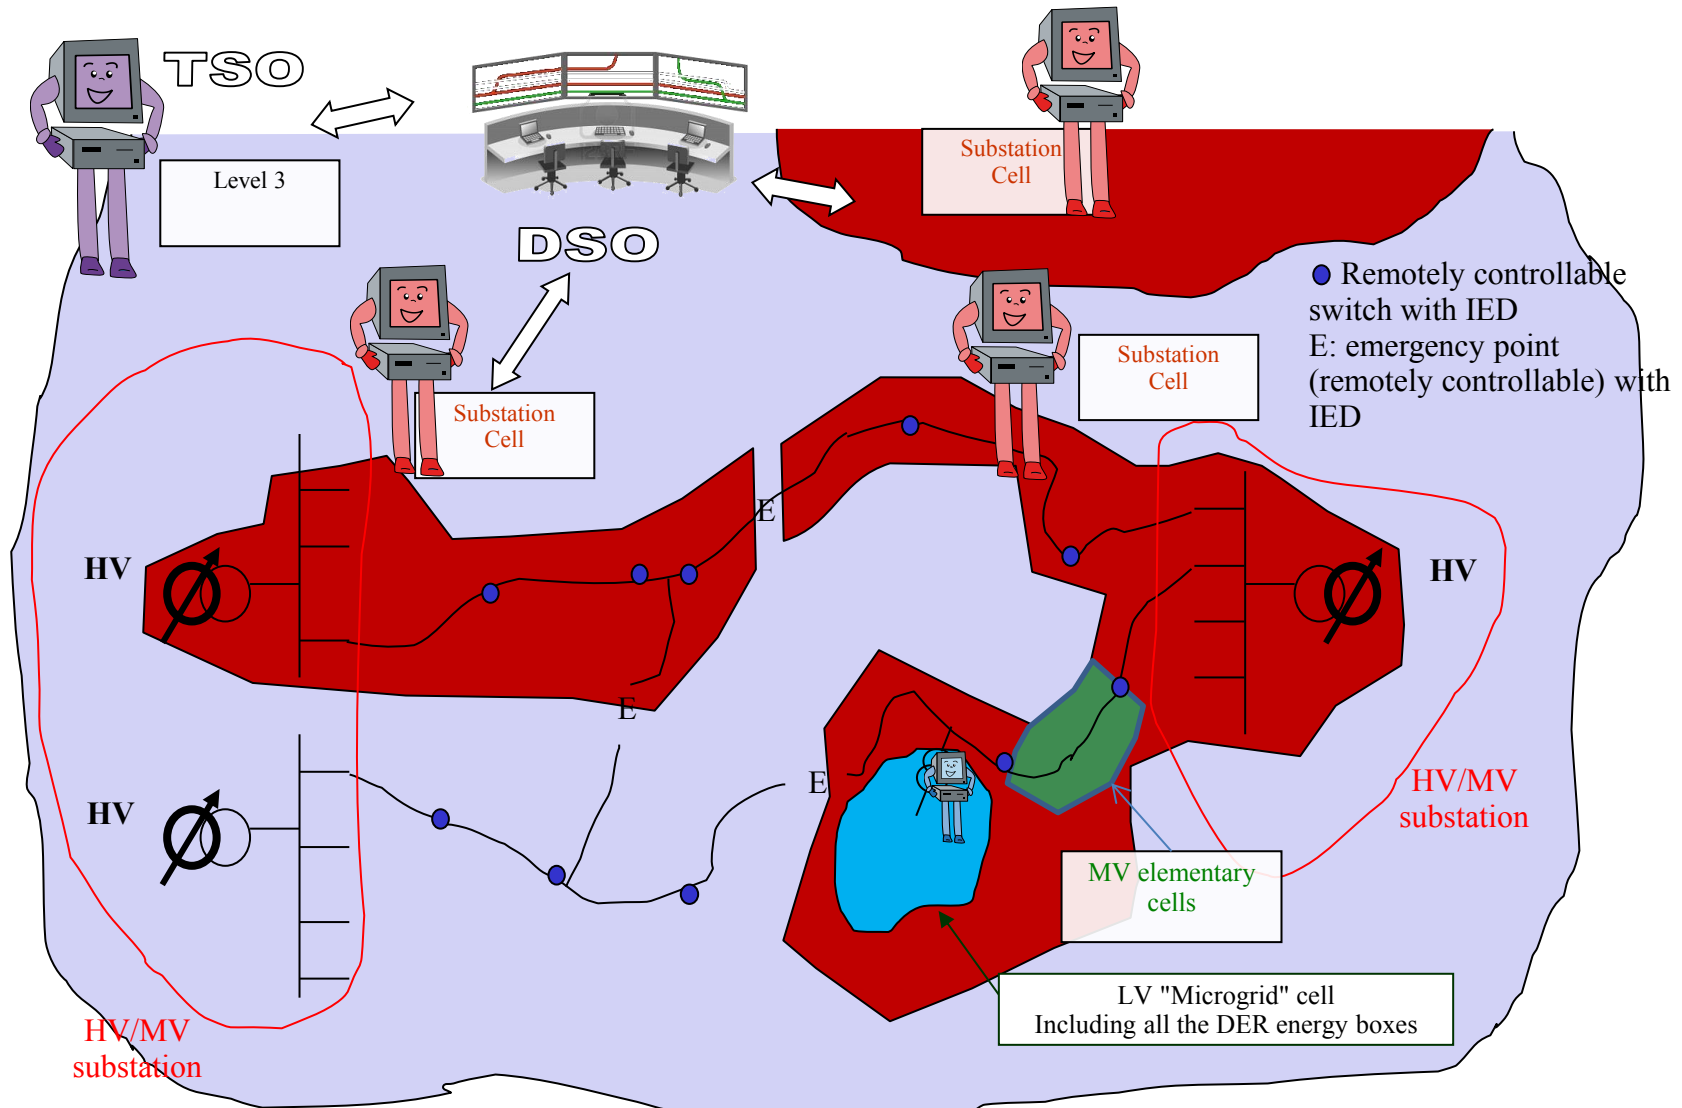 TSO
Level 3
DSO
Substation
Cell
Substation
Cell
Substation
Cell
Remotely controllable
switch with IED
E: emergency point
(remotely controllable) with
IED
HV
E
HV
E
HV
E
HV/MV
substation
MV elementary
cells
LV "Microgrid" cell
Including all the DER energy boxes
HV/MV
substation